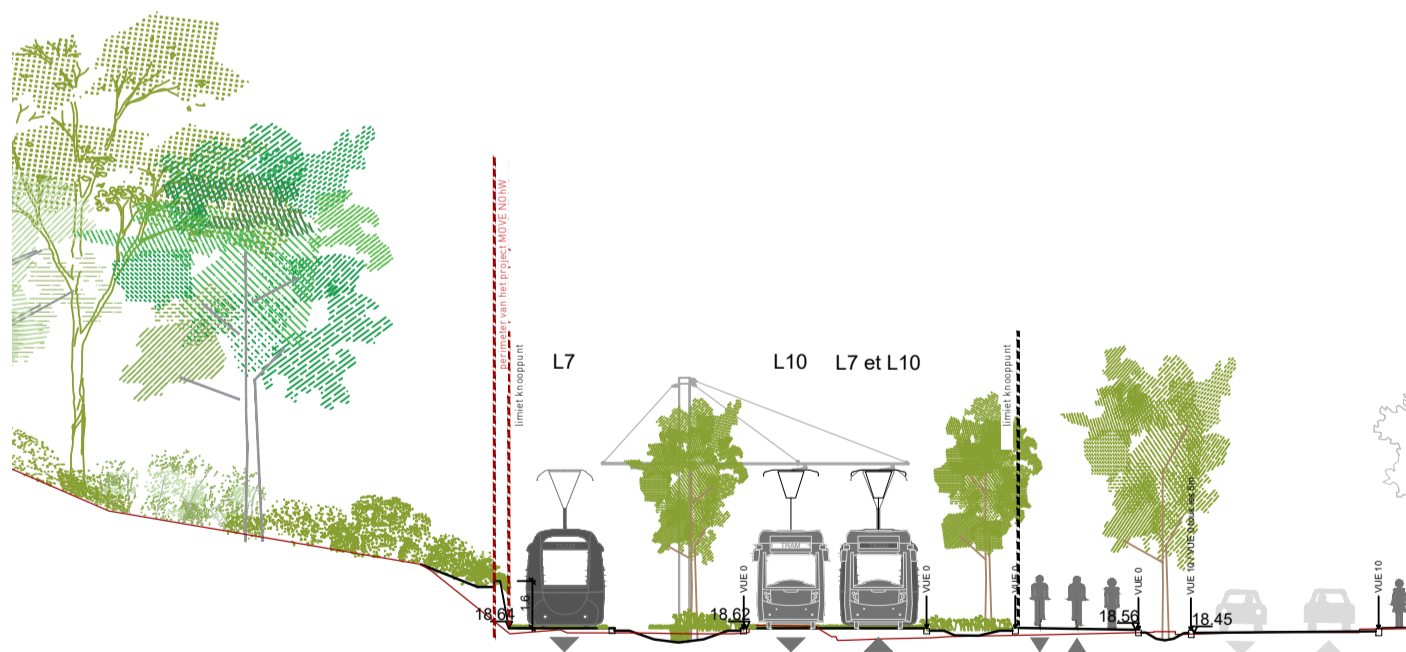 perimeter van het project MOVE NOhW
limiet knooppunt
L7
L10
L7 et L10
limiet knooppunt
TRAM
1.6
18.64
18.62
VUE 0
VUE 0
VUE 0
18.56
VUE 0
18.45
VUE 10